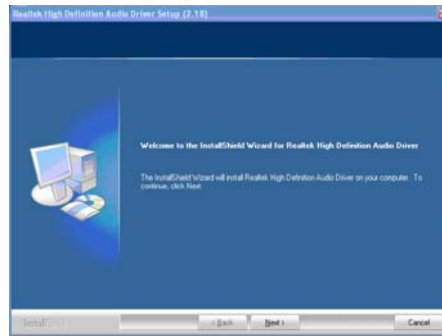 Realtek High Definition Audio Driver Setup (2.18)
Welcome to the InstallShield Wizard for Realtek High Definition Audio Driver
The InstallShield Wizard will install Realtek High Definition Audio Driver on your computer. To
continue, click Next.
InstallShield
< Back
Next >
Cancel